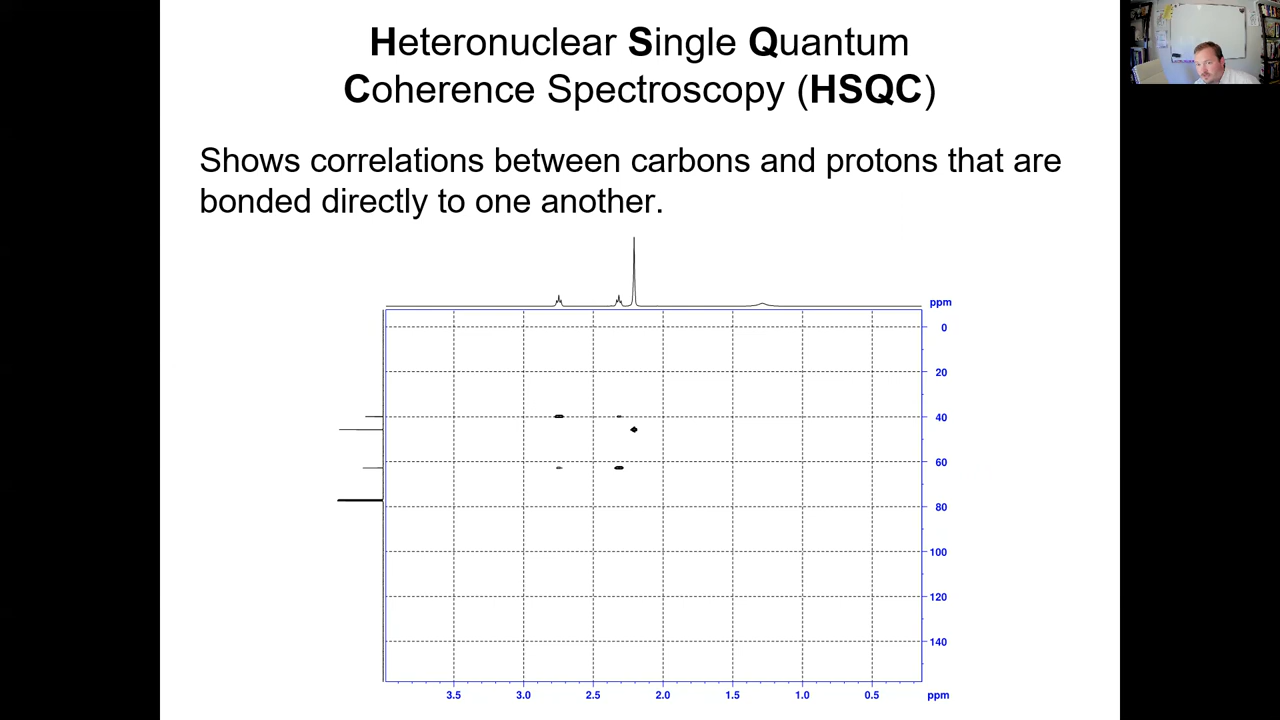 Heteronuclear Single Quantum
Coherence Spectroscopy (HSQC)
Shows correlations between carbons and protons that are
bonded directly to one another.
ppm
0
20
40
60
80
100
120
140
3.5 3.0 2.5 2.0 1.5 1.0 0.5 ppm